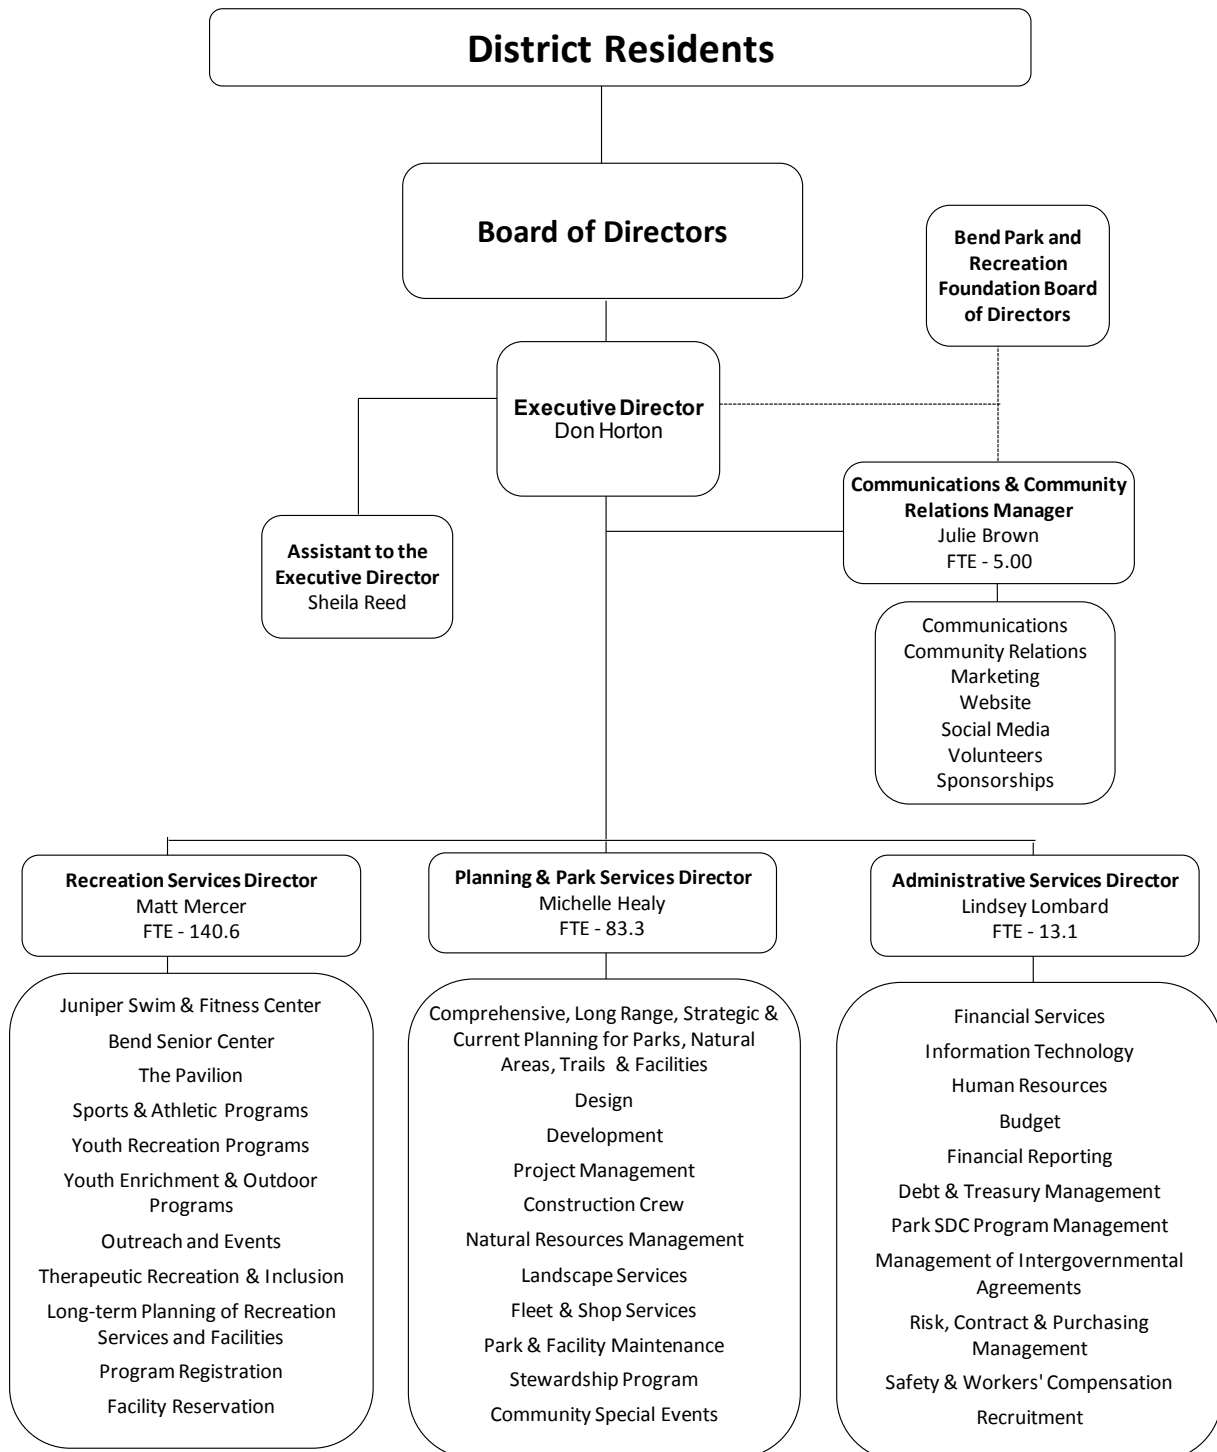 District Residents
Board of Directors
Bend Park and
Recreation
Foundation Board
of Directors
Executive Director
Don Horton
Communications & Community
Relations Manager
Julie Brown
FTE - 5.00
Assistant to the
Executive Director
Sheila Reed
Communications
Community Relations
Marketing
Website
Social Media
Volunteers
Sponsorships
Recreation Services Director
Matt Mercer
FTE - 140.6
Planning & Park Services Director
Michelle Healy
FTE - 83.3
Administrative Services Director
Lindsey Lombard
FTE - 13.1
Juniper Swim & Fitness Center
Bend Senior Center
The Pavilion
Sports & Athletic Programs
Youth Recreation Programs
Youth Enrichment & Outdoor
Programs
Outreach and Events
Therapeutic Recreation & Inclusion
Long-term Planning of Recreation
Services and Facilities
Program Registration
Facility Reservation
Comprehensive, Long Range, Strategic &
Current Planning for Parks, Natural
Areas, Trails & Facilities
Design
Development
Project Management
Construction Crew
Natural Resources Management
Landscape Services
Fleet & Shop Services
Park & Facility Maintenance
Stewardship Program
Community Special Events
Financial Services
Information Technology
Human Resources
Budget
Financial Reporting
Debt & Treasury Management
Park SDC Program Management
Management of Intergovernmental
Agreements
Risk, Contract & Purchasing
Management
Safety & Workers' Compensation
Recruitment